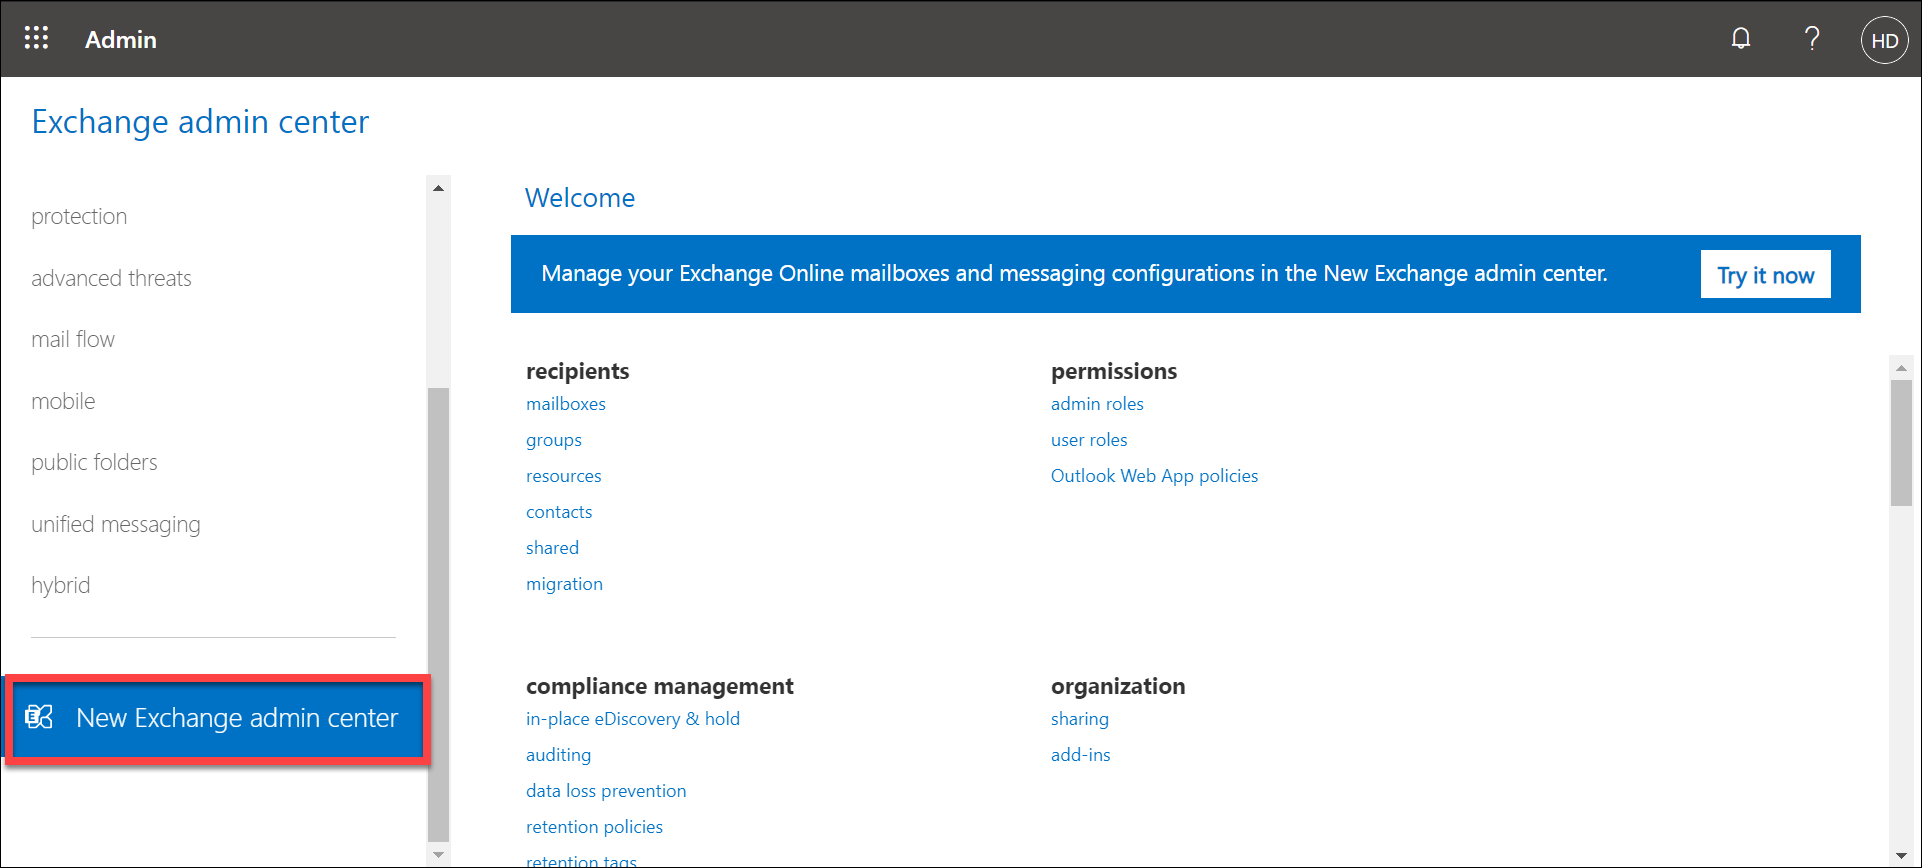 Admin
HD
Exchange admin center
protection
advanced threats
mail flow
mobile
public folders
unified messaging
hybrid
New Exchange admin center
Welcome
Manage your Exchange Online mailboxes and messaging configurations in the New Exchange admin center.
Try it now
recipients
mailboxes
groups
resources
contacts
shared
migration
permissions
admin roles
user roles
Outlook Web App policies
compliance management
in-place eDiscovery & hold
auditing
data loss prevention
retention policies
retention tags
organization
sharing
add-ins